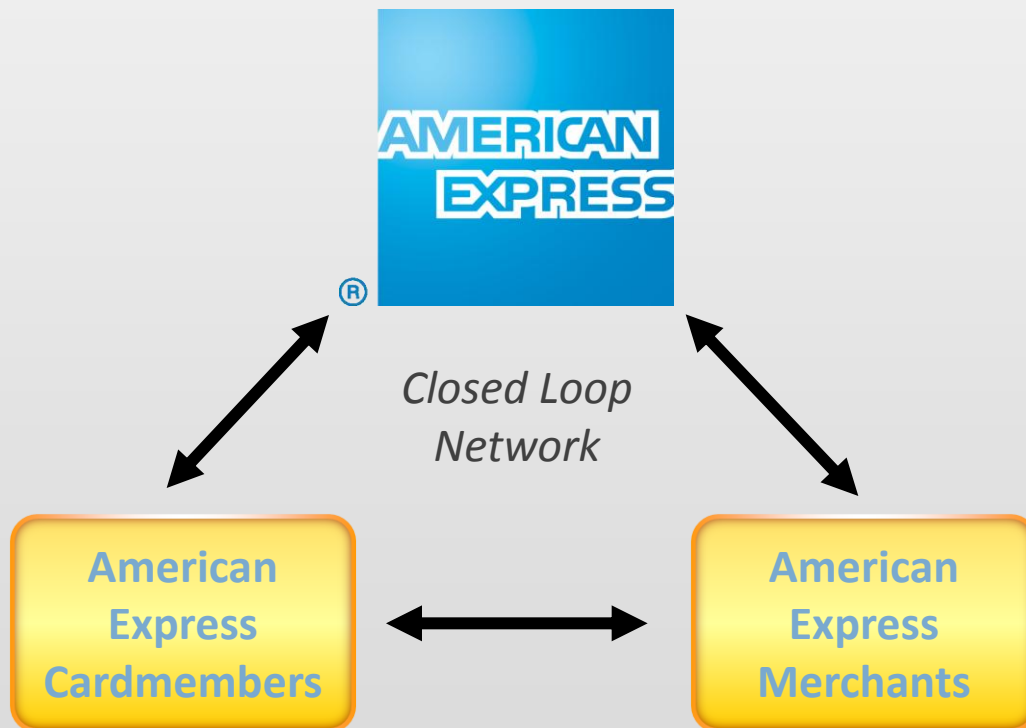 AMERICAN
EXPRESS
®
Closed Loop
Network
American
Express
Cardmembers
American
Express
Merchants